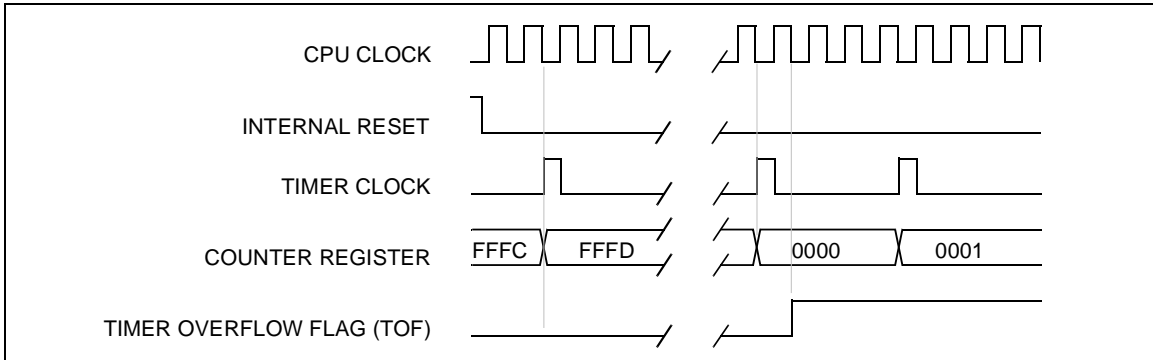 CPU CLOCK
INTERNAL RESET
TIMER CLOCK
COUNTER REGISTER FFFC FFFD 0000 0001
TIMER OVERFLOW FLAG (TOF)